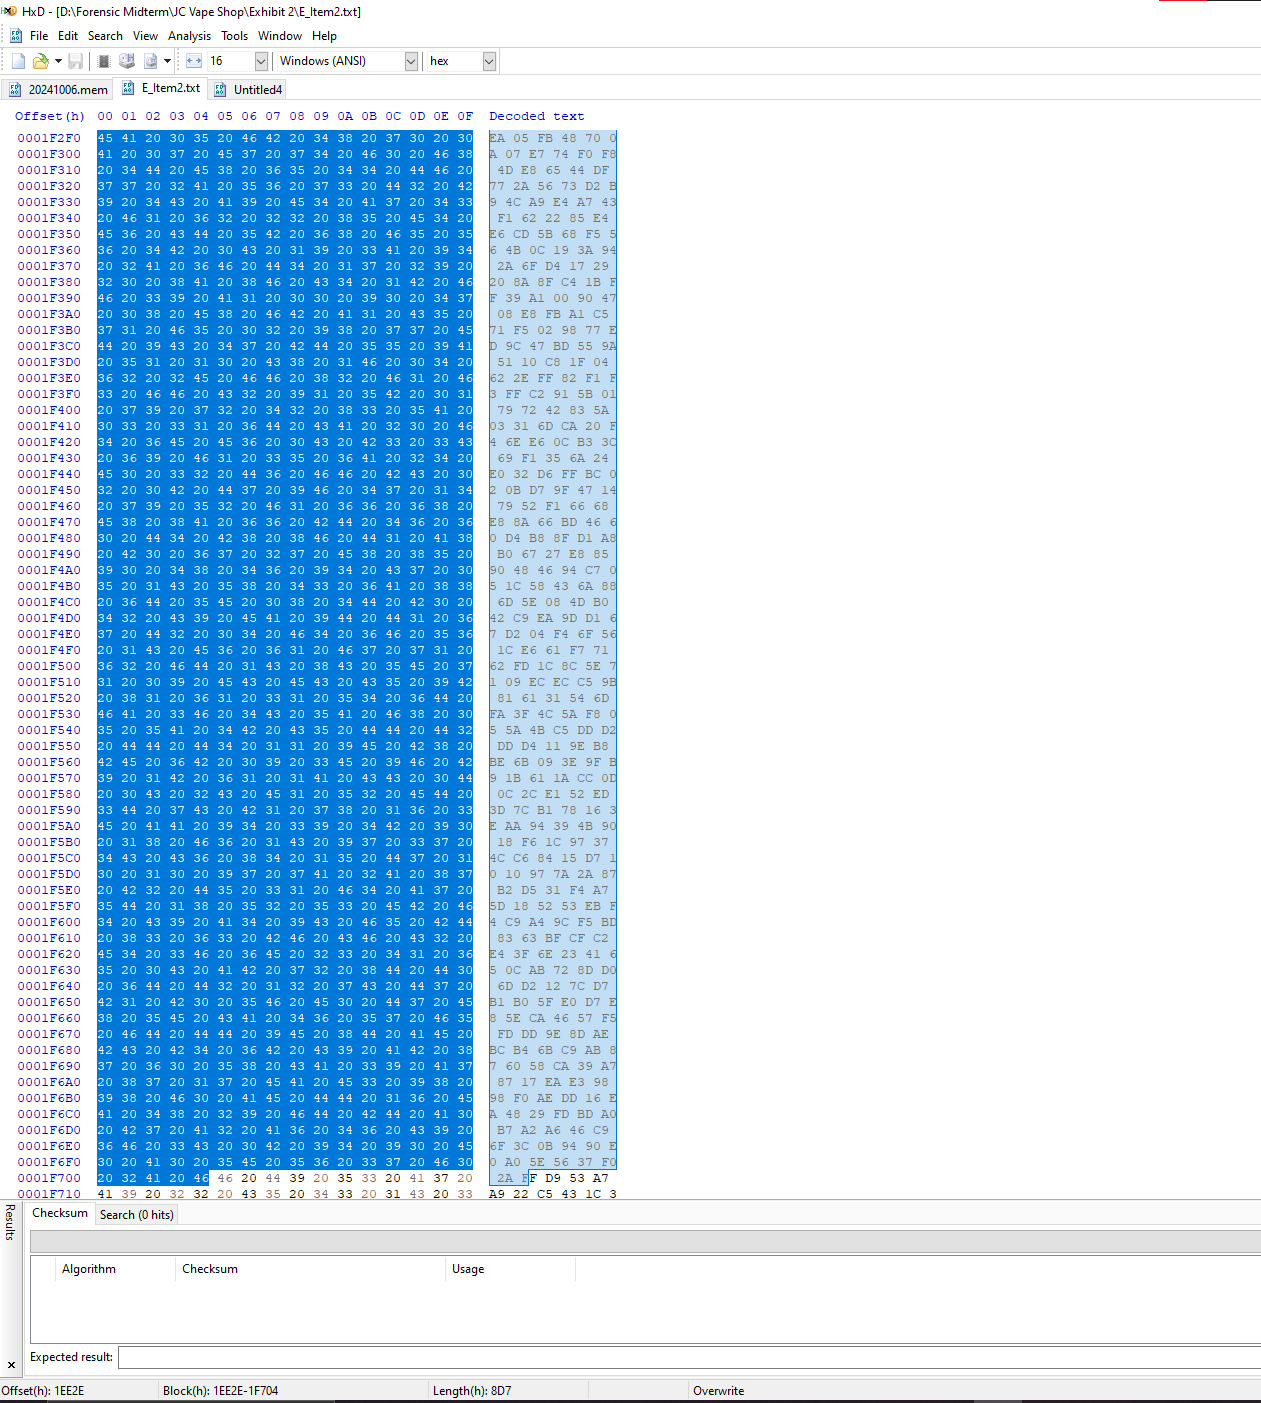 HxD - [D:\Forensic Midterm\JC Vape Shop\Exhibit 2\E_Item2.txt]
File Edit Search View Analysis Tools Window Help
16 Windows (ANSI) hex
20241006.mem E_Item2.txt Untitled4
Offset(h) 00 01 02 03 04 05 06 07 08 09 0A 0B 0C 0D 0E 0F Decoded text
0001F2F0 45 41 20 30 35 20 46 42 20 34 38 20 37 30 20 30 EA 05 FB 48 70 0
0001F300 41 20 30 37 20 45 37 20 37 34 20 46 30 20 46 38 A 07 E7 74 F0 F8
0001F310 20 34 44 20 45 38 20 36 35 20 34 34 20 44 46 20 4D E8 65 44 DF
0001F320 37 37 20 32 41 20 35 36 20 37 33 20 44 32 20 42 77 2A 56 73 D2 B
0001F330 39 20 34 43 20 41 39 20 45 34 20 41 37 20 34 33 9 4C A9 E4 A7 43
0001F340 20 46 31 20 36 32 20 32 32 20 38 35 20 45 34 20 F1 62 22 85 E4
0001F350 45 36 20 43 44 20 35 42 20 36 38 20 46 35 20 35 E6 CD 5B 68 F5 5
0001F360 36 20 34 42 20 30 43 20 31 39 20 33 41 20 39 34 6 4B 0C 19 3A 94
0001F370 20 32 41 20 36 46 20 44 34 20 31 37 20 32 39 20 2A 6F D4 17 29
0001F380 32 30 20 38 41 20 38 46 20 43 34 20 31 42 20 46 20 8A 8F C4 1B F
0001F390 46 20 33 39 20 41 31 20 30 30 20 39 30 20 34 37 F 39 A1 00 90 47
0001F3A0 20 30 38 20 45 38 20 46 42 20 41 31 20 43 35 20 08 E8 FB A1 C5
0001F3B0 37 31 20 46 35 20 30 32 20 39 38 20 37 37 20 45 71 F5 02 98 77 E
0001F3C0 44 20 39 43 20 34 37 20 42 44 20 35 35 20 39 41 D 9C 47 BD 55 9A
0001F3D0 20 35 31 20 31 30 20 43 38 20 31 46 20 30 34 20 51 10 C8 1F 04
0001F3E0 36 32 20 32 45 20 46 46 20 38 32 20 46 31 20 46 62 2E FF 82 F1 F
0001F3F0 33 20 46 46 20 43 32 20 39 31 20 35 42 20 30 31 3 FF C2 91 5B 01
0001F400 20 37 39 20 37 32 20 34 32 20 38 33 20 35 41 20 79 72 42 83 5A
0001F410 30 33 20 33 31 20 36 44 20 43 41 20 32 30 20 46 03 31 6D CA 20 F
0001F420 34 20 36 45 20 45 36 20 30 43 20 42 33 20 33 43 4 6E E6 0C B3 3C
0001F430 20 36 39 20 46 31 20 33 35 20 36 41 20 32 34 20 69 F1 35 6A 24
0001F440 45 30 20 33 32 20 44 36 20 46 46 20 42 43 20 30 E0 32 D6 FF BC 0
0001F450 32 20 30 42 20 44 37 20 39 46 20 34 37 20 31 34 2 0B D7 9F 47 14
0001F460 20 37 39 20 35 32 20 46 31 20 36 36 20 36 38 20 79 52 F1 66 68
0001F470 45 38 20 38 41 20 36 36 20 42 44 20 34 36 20 36 E8 8A 66 BD 46 6
0001F480 30 20 44 34 20 42 38 20 38 46 20 44 31 20 41 38 0 D4 B8 8F D1 A8
0001F490 20 42 30 20 36 37 20 32 37 20 45 38 20 38 35 20 B0 67 27 E8 85
0001F4A0 39 30 20 34 38 20 34 36 20 39 34 20 43 37 20 30 90 48 46 94 C7 0
0001F4B0 35 20 31 43 20 35 38 20 34 33 20 36 41 20 38 38 5 1C 58 43 6A 88
0001F4C0 20 36 44 20 35 45 20 30 38 20 34 44 20 42 30 20 6D 5E 08 4D B0
0001F4D0 34 32 20 43 39 20 45 41 20 39 44 20 44 31 20 36 42 C9 EA 9D D1 6
0001F4E0 37 20 44 32 20 30 34 20 46 34 20 36 46 20 35 36 7 D2 04 F4 6F 56
0001F4F0 20 31 43 20 45 36 20 36 31 20 46 37 20 37 31 20 1C E6 61 F7 71
0001F500 36 32 20 46 44 20 31 43 20 38 43 20 35 45 20 37 62 FD 1C 8C 5E 7
0001F510 31 20 30 39 20 45 43 20 45 43 20 43 35 20 39 42 1 09 EC EC C5 9B
0001F520 20 38 31 20 36 31 20 33 31 20 35 34 20 36 44 20 81 61 31 54 6D
0001F530 46 41 20 33 46 20 34 43 20 35 41 20 46 38 20 30 FA 3F 4C 5A F8 0
0001F540 35 20 35 41 20 34 42 20 43 35 20 44 44 20 44 32 5 5A 4B C5 DD D2
0001F550 20 44 44 20 44 34 20 31 31 20 39 45 20 42 38 20 DD D4 11 9E B8
0001F560 42 45 20 36 42 20 30 39 20 33 45 20 39 46 20 42 BE 6B 09 3E 9F B
0001F570 39 20 31 42 20 36 31 20 31 41 20 43 43 20 30 44 9 1B 61 1A CC 0D
0001F580 20 30 43 20 32 43 20 45 31 20 35 32 20 45 44 20 0C 2C E1 52 ED
0001F590 33 44 20 37 43 20 42 31 20 37 38 20 31 36 20 33 3D 7C B1 78 16 3
0001F5A0 45 20 41 41 20 39 34 20 33 39 20 34 42 20 39 30 E AA 94 39 4B 90
0001F5B0 20 31 38 20 46 36 20 31 43 20 39 37 20 33 37 20 18 F6 1C 97 37
0001F5C0 34 43 20 43 36 20 38 34 20 31 35 20 44 37 20 31 4C C6 84 15 D7 1
0001F5D0 30 20 31 30 20 39 37 20 37 41 20 32 41 20 38 37 0 10 97 7A 2A 87
0001F5E0 20 42 32 20 44 35 20 33 31 20 46 34 20 41 37 20 B2 D5 31 F4 A7
0001F5F0 35 44 20 31 38 20 35 32 20 35 33 20 45 42 20 46 5D 18 52 53 EB F
0001F600 34 20 43 39 20 41 34 20 39 43 20 46 35 20 42 44 4 C9 A4 9C F5 BD
0001F610 20 38 33 20 36 33 20 42 46 20 43 46 20 43 32 20 83 63 BF CF C2
0001F620 45 34 20 33 46 20 36 45 20 32 33 20 34 31 20 36 E4 3F 6E 23 41 6
0001F630 35 20 30 43 20 41 42 20 37 32 20 38 44 20 44 30 5 0C AB 72 8D D0
0001F640 20 36 44 20 44 32 20 31 32 20 37 43 20 44 37 20 6D D2 12 7C D7
0001F650 42 31 20 42 30 20 35 46 20 45 30 20 44 37 20 45 B1 B0 5F E0 D7 E
0001F660 38 20 35 45 20 43 41 20 34 36 20 35 37 20 46 35 8 5E CA 46 57 F5
0001F670 20 46 44 20 44 44 20 39 45 20 38 44 20 41 45 20 FD DD 9E 8D AE
0001F680 42 43 20 42 34 20 36 42 20 43 39 20 41 42 20 38 BC B4 6B C9 AB 8
0001F690 37 20 36 30 20 35 38 20 43 41 20 33 39 20 41 37 7 60 58 CA 39 A7
0001F6A0 20 38 37 20 31 37 20 45 41 20 45 33 20 39 38 20 87 17 EA E3 98
0001F6B0 39 38 20 46 30 20 41 45 20 44 44 20 31 36 20 45 98 F0 AE DD 16 E
0001F6C0 41 20 34 38 20 32 39 20 46 44 20 42 44 20 41 30 A 48 29 FD BD A0
0001F6D0 20 42 37 20 41 32 20 41 36 20 34 36 20 43 39 20 B7 A2 A6 46 C9
0001F6E0 36 46 20 33 43 20 30 42 20 39 34 20 39 30 20 45 6F 3C 0B 94 90 E
0001F6F0 30 20 41 30 20 35 45 20 35 36 20 33 37 20 46 30 0 A0 5E 56 37 F0
0001F700 20 32 41 20 46 46 20 44 39 20 35 33 20 41 37 20 2A FF D9 53 A7
0001F710 41 39 20 32 32 20 43 35 20 34 33 20 31 43 20 33 A9 22 C5 43 1C 3
Results
Checksum Search (0 hits)
Algorithm Checksum Usage
Expected result:
Offset(h): 1EE2E Block(h): 1EE2E-1F704 Length(h): 8D7 Overwrite